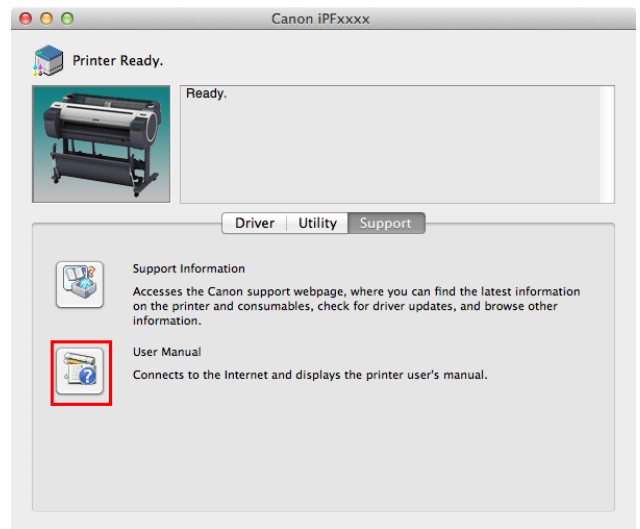 Canon iPFxxxx
Printer Ready.
Ready.
Driver Utility Support
Support Information
Accesses the Canon support webpage, where you can find the latest information
on the printer and consumables, check for driver updates, and browse other
information.
User Manual
Connects to the Internet and displays the printer user's manual.